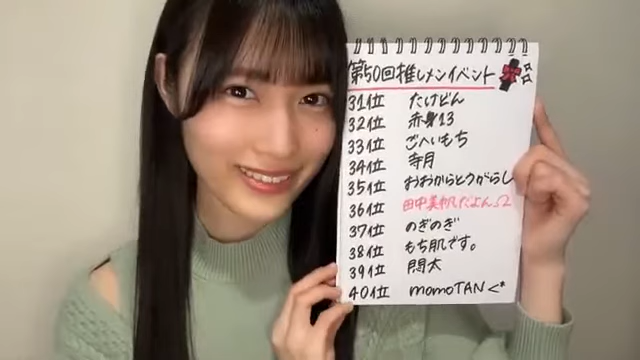 第50回推しメンイベント
31位 たけどん
32位 赤身13
33位 ごへいもち
34位 寺月
35位 おおからとうがらし
36位 田中美帆だよんΩ
37位 のぎのぎ
38位 もち肌です。
39位 門太
40位 momoTAN<*